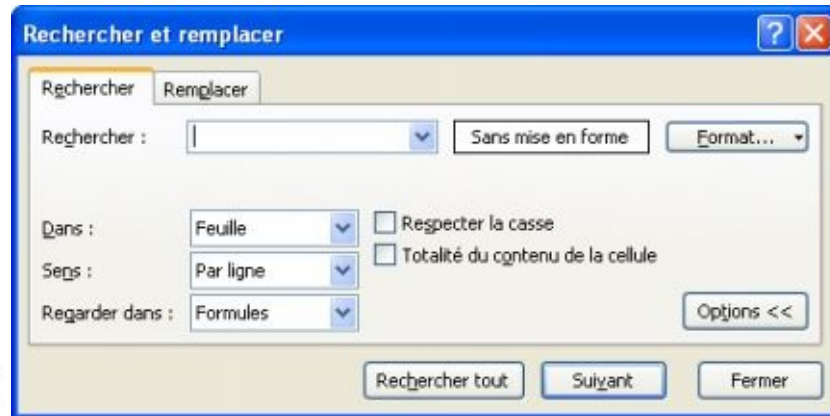 Rechercher et remplacer
Rechercher Remplacer
Rechercher : Sans mise en forme Format...
Dans : Feuille Respecter la casse
Sens : Par ligne Totalité du contenu de la cellule
Regarder dans : Formules Options <<
Rechercher tout Suivant Fermer